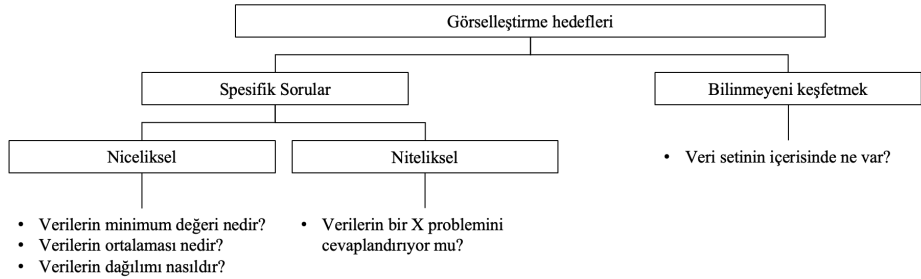 Görselleştirme hedefleri
Spesifik Sorular
Bilinmeyeni keşfetmek
Niceliksel
Niteliksel
• Veri setinin içerisinde ne var?
• Verilerin minimum değeri nedir?
• Verilerin ortalaması nedir?
• Verilerin dağılımı nasıldır?
• Verilerin bir X problemini
cevaplandırıyor mu?